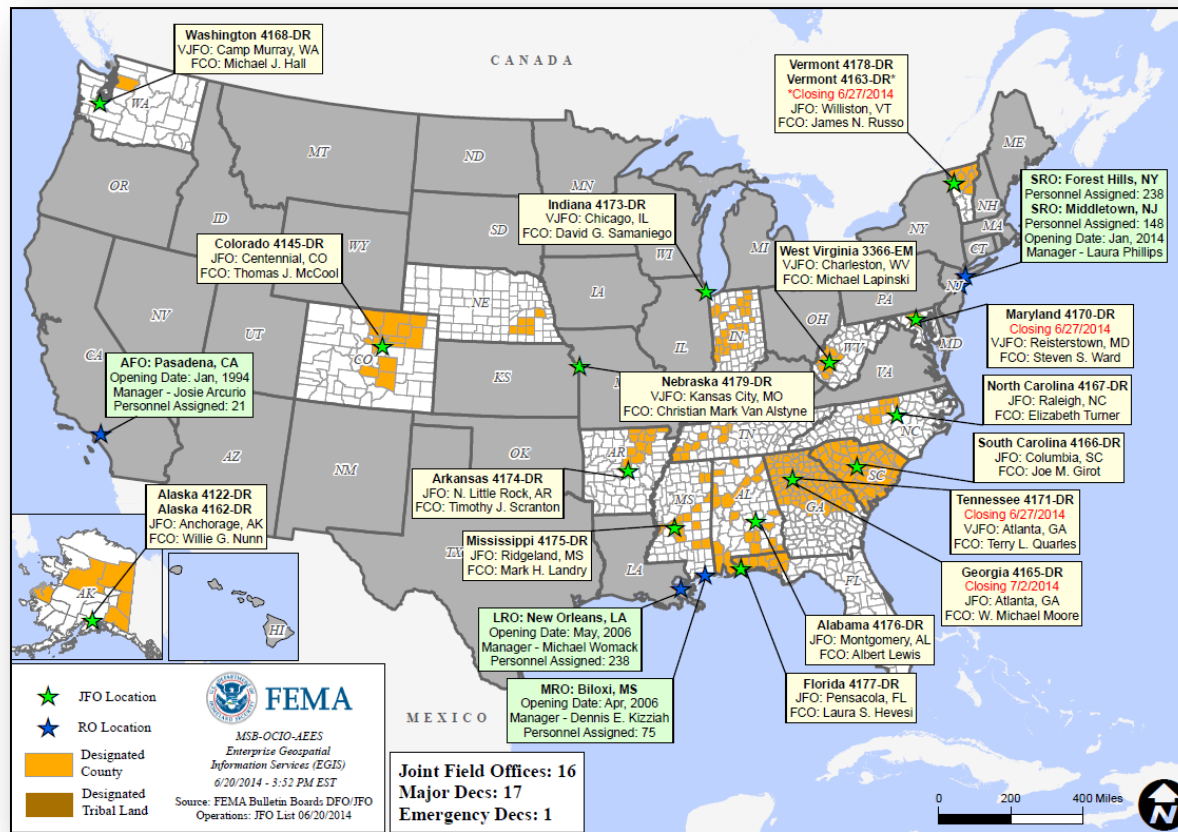 CANADA
Washington 4168-DR
VJFO: Camp Murray, WA
FCO: Michael J. Hall
Vermont 4178-DR
Vermont 4163-DR*
*Closing 6/27/2014
JFO: Williston, VT
FCO: James N. Russo
WA
MT
ND
MN
ME
OR
ID
SD
WI
MI
NY
NH
MA
CT
SRO: Forest Hills, NY
Personnel Assigned: 238
SRO: Middletown, NJ
Personnel Assigned: 148
Opening Date: Jan, 2014
Manager - Laura Phillips
Indiana 4173-DR
VJFO: Chicago, IL
FCO: David G. Samaniego
Colorado 4145-DR
JFO: Centennial, CO
FCO: Thomas J. McCool
West Virginia 3366-EM
VJFO: Charleston, WV
FCO: Michael Lapinski
WY
NE
IA
PA
NJ
NV
UT
CO
IL
IN
OH
WV
MD
VA
CA
KS
Maryland 4170-DR
Closing 6/27/2014
VJFO: Reisterstown, MD
FCO: Steven S. Ward
AFO: Pasadena, CA
Opening Date: Jan, 1994
Manager - Josie Arcurio
Personnel Assigned: 21
Nebraska 4179-DR
VJFO: Kansas City, MO
FCO: Christian Mark Van Alstyne
North Carolina 4167-DR
JFO: Raleigh, NC
FCO: Elizabeth Turner
AZ
NM
OK
AR
TN
NC
South Carolina 4166-DR
JFO: Columbia, SC
FCO: Joe M. Girot
Arkansas 4174-DR
JFO: N. Little Rock, AR
FCO: Timothy J. Scranton
SC
Alaska 4122-DR
Alaska 4162-DR
JFO: Anchorage, AK
FCO: Willie G. Nunn
MS
AL
GA
Tennessee 4171-DR
Closing 6/27/2014
VJFO: Atlanta, GA
FCO: Terry L. Quarles
Mississippi 4175-DR
JFO: Ridgeland, MS
FCO: Mark H. Landry
TX
LA
FL
Georgia 4165-DR
Closing 7/2/2014
JFO: Atlanta, GA
FCO: W. Michael Moore
AK
HI
LRO: New Orleans, LA
Opening Date: May, 2006
Manager - Michael Womack
Personnel Assigned: 238
Alabama 4176-DR
JFO: Montgomery, AL
FCO: Albert Lewis
MRO: Biloxi, MS
Opening Date: Apr, 2006
Manager - Dennis E. Kizziah
Personnel Assigned: 75
Florida 4177-DR
JFO: Pensacola, FL
FCO: Laura S. Hevesi
MEXICO
JFO Location
RO Location
Designated
County
Designated
Tribal Land
FEMA
MSB-OCIO-AEES
Enterprise Geospatial
Information Services (EGIS)
6/20/2014 - 3:52 PM EST
Source: FEMA Bulletin Boards DFO/JFO
Operations: JFO List 06/20/2014
Joint Field Offices: 16
Major Decs: 17
Emergency Decs: 1
0 200 400 Miles
N